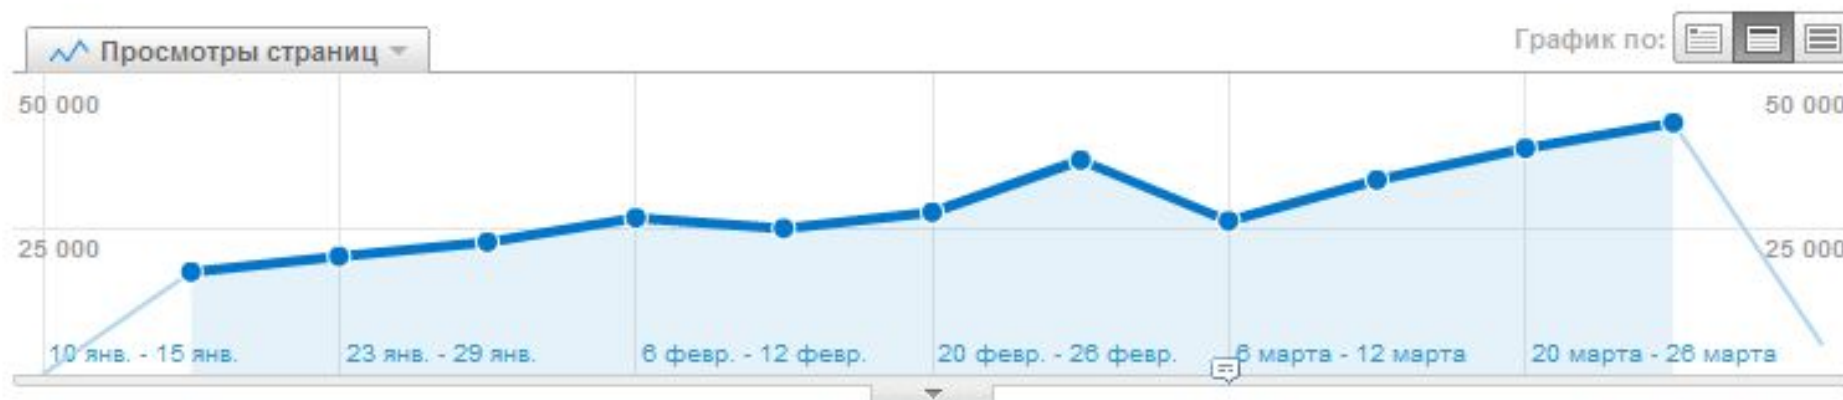 Просмотры страниц
График по:
50 000
50 000
25 000
25 000
10 янв. - 15 янв.
23 янв. - 29 янв.
6 февр. - 12 февр.
20 февр. - 26 февр.
6 марта - 12 марта
20 марта - 26 марта